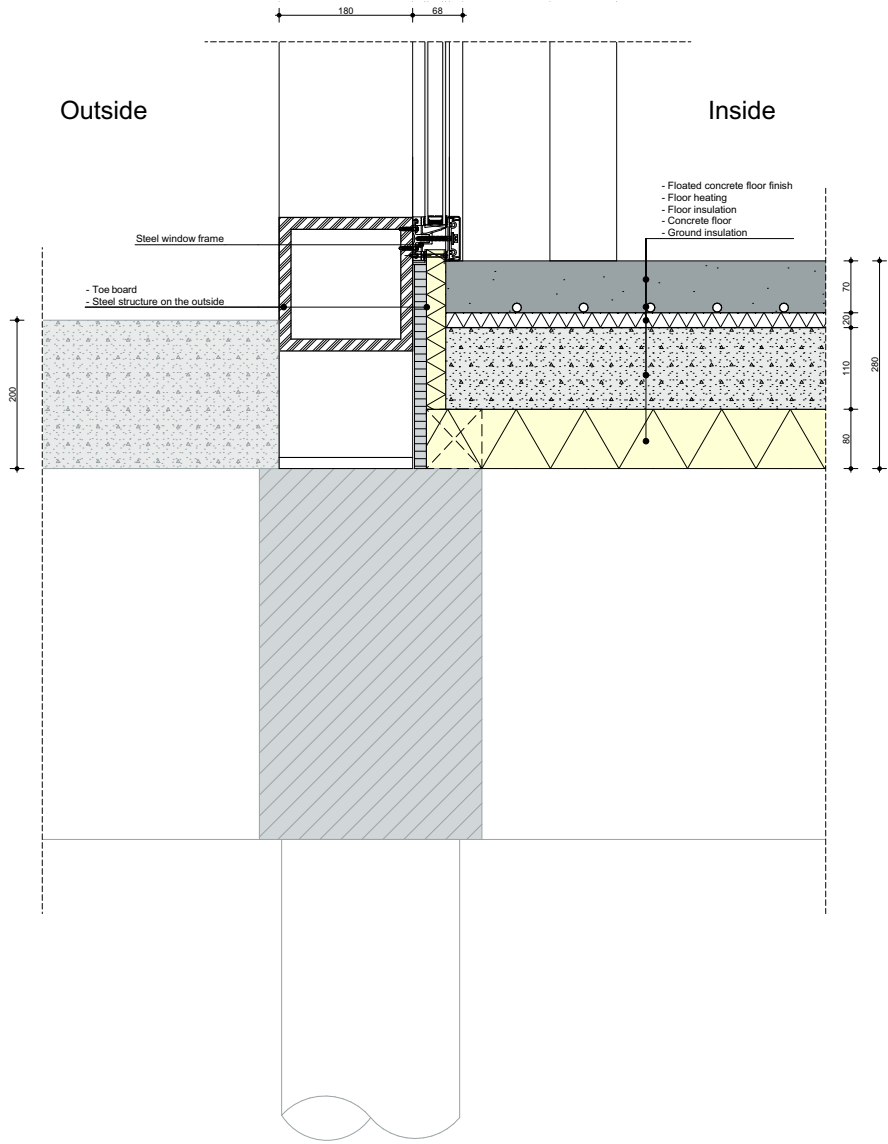 180
68
Outside
Inside
- Floated concrete floor finish
- Floor heating
- Floor insulation
- Concrete floor
- Ground insulation
Steel window frame
- Toe board
- Steel structure on the outside
70
20
110
80
280
200